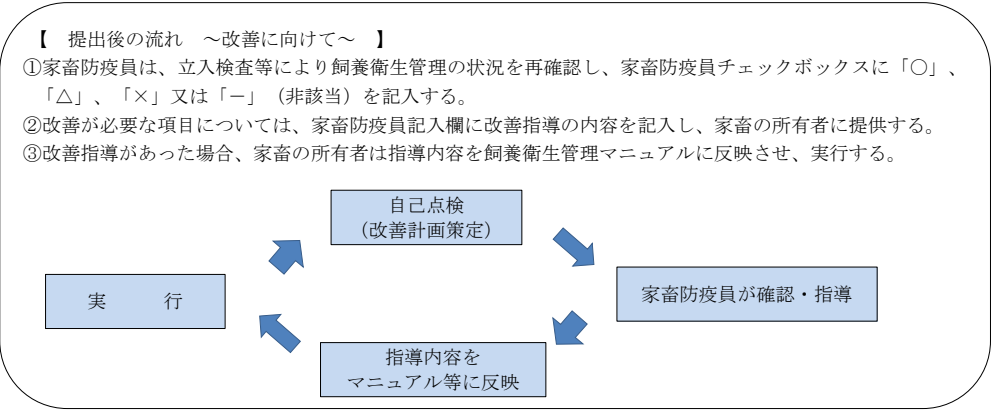 【　提出後の流れ　～改善に向けて～　】
①家畜防疫員は、立入検査等により飼養衛生管理の状況を再確認し、家畜防疫員チェックボックスに「○」、
「△」、「×」又は「－」（非該当）を記入する。
②改善が必要な項目については、家畜防疫員記入欄に改善指導の内容を記入し、家畜の所有者に提供する。
③改善指導があった場合、家畜の所有者は指導内容を飼養衛生管理マニュアルに反映させ、実行する。
自己点検
（改善計画策定）
実　　　行
家畜防疫員が確認・指導
指導内容を
マニュアル等に反映